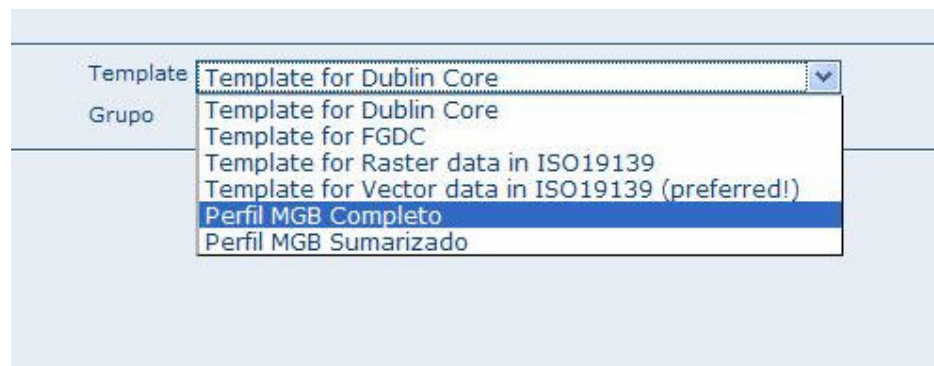 Template Template for Dublin Core
Grupo
Template for Dublin Core
Template for FGDC
Template for Raster data in ISO19139
Template for Vector data in ISO19139 (preferred!)
Perfil MGB Completo
Perfil MGB Sumarizado